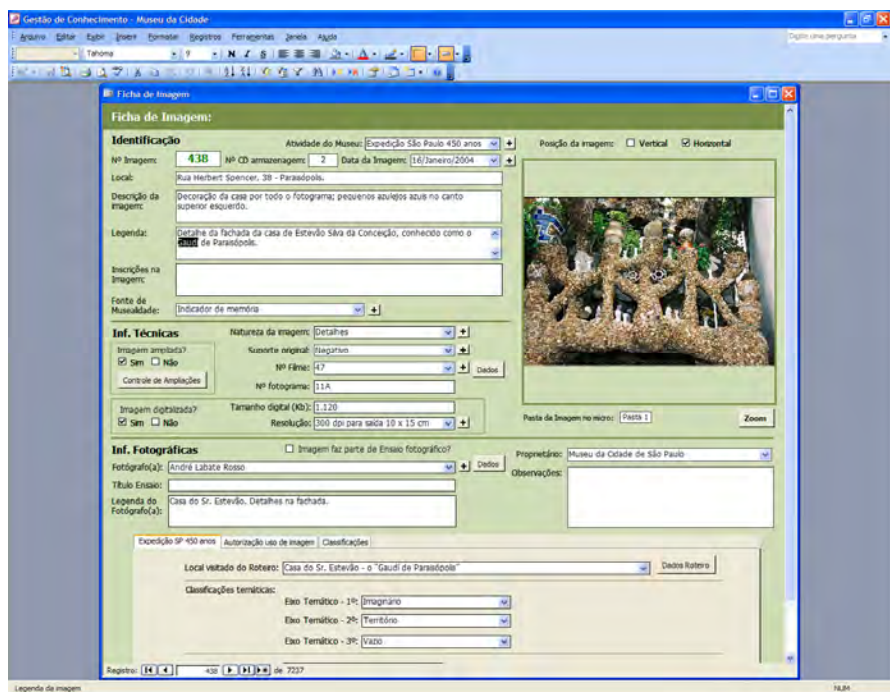 Gestão de Conhecimento - Museu da Cidade
Arquivo Editar Exibir Inserir Formatar Registros Ferramentas Janela Ajuda
Digite uma pergunta
Tahoma 9 N I S
Ficha de Imagem
Ficha de Imagem:
Identificação
Atividade do Museu: Expedição São Paulo 450 anos +
Posição da imagem: Vertical Horizontal
Nº Imagem: 438 Nº CD armazenagem: 2 Data da Imagem: 16/Janeiro/2004 +
Local: Rua Herbert Spencer, 38 - Parasópolis.
Descrição da imagem: Decoração da casa por todo o fotograma; pequenos azulejos azuis no canto
superior esquerdo.
Legenda: Detalhe da fachada da casa de Estevão Silva da Conceição, conhecido como o
Gaudí de Paraisópolis.
Inscrições na
Imagem:
Fonte de
Musealidade: Indicador de memória +
Inf. Técnicas
Natureza da imagem: Detalhes +
Imagem ampliada?
Suporte original: Negativo +
Sim Não
Nº Filme: 47 + Dados
Controle de Ampliações
Nº fotograma: 11A
Imagem digitalizada?
Tamanho digital (Kb): 1.120
Sim Não
Resolução: 300 dpi para saída 10 x 15 cm +
Pasta da Imagem no micro: Pasta 1
Zoom
Inf. Fotográficas
Imagem faz parte de Ensaio fotográfico?
Proprietário: Museu da Cidade de São Paulo
Fotógrafo(a): André Labate Rosso + Dados
Observações:
Título Ensaio:
Legenda do
Fotógrafo(a): Casa do Sr. Estevão. Detalhes na fachada.
Expedição SP 450 anos Autorização uso de imagem Classificações
Local visitado do Roteiro: Casa do Sr. Estevão - o "Gaudí de Parasópolis" Dados Roteiro
Classificações temáticas:
Eixo Temático - 1º: Imaginário
Eixo Temático - 2º: Território
Eixo Temático - 3º: Vazio
Registro: 438 de 7237
Legenda da imagem
NUM